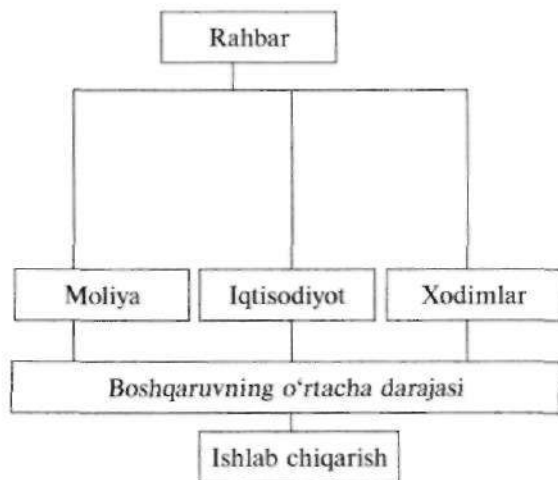 Rahbar
Moliya
Iqtisodiyot
Xodimlar
Boshqaruvning o‘rtacha darajasi
Ishlab chiqarish